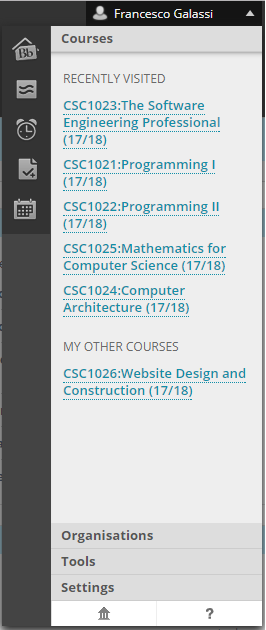 Francesco Galassi
Courses
Bb
RECENTLY VISITED
CSC1023:The Software
Engineering Professional
(17/18)
CSC1021:Programming I
(17/18)
CSC1022:Programming II
(17/18)
CSC1025:Mathematics for
Computer Science (17/18)
CSC1024:Computer
Architecture (17/18)
MY OTHER COURSES
CSC1026:Website Design and
Construction (17/18)
Organisations
Tools
Settings
?